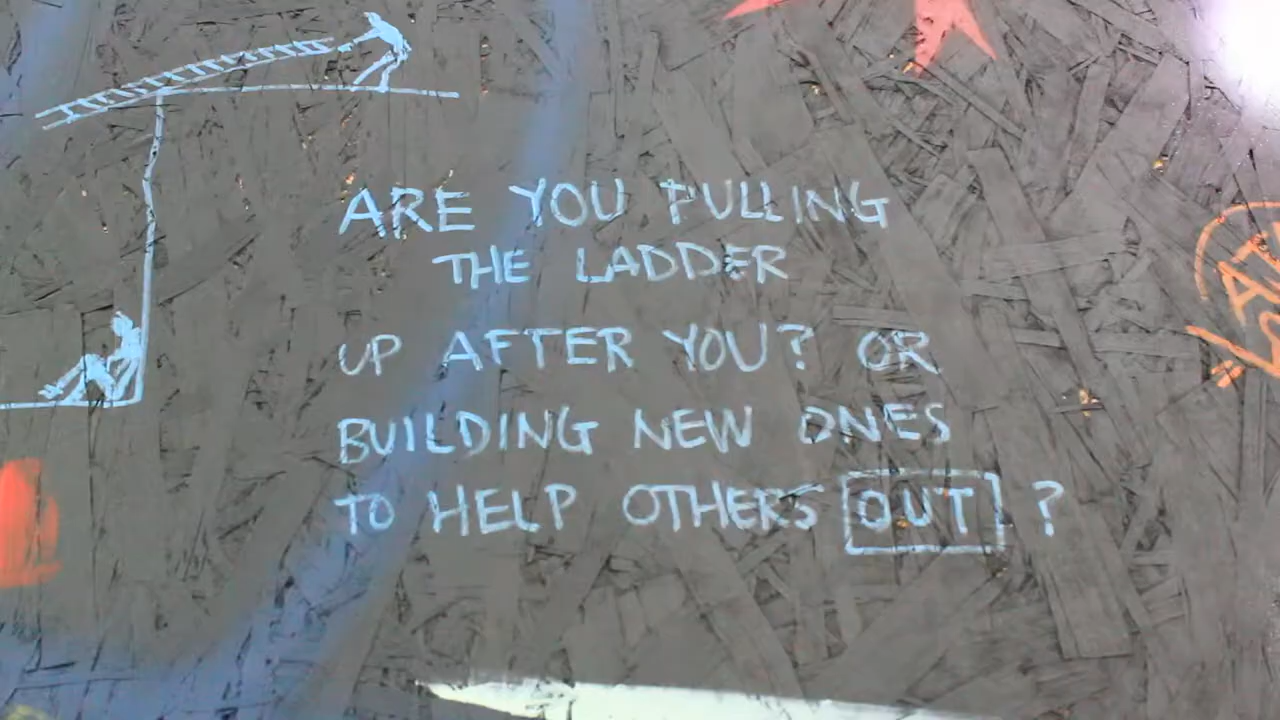 ARE YOU PULLING
THE LADDER
UP AFTER YOU? OR
BUILDING NEW ONES
TO HELP OTHERS OUT?